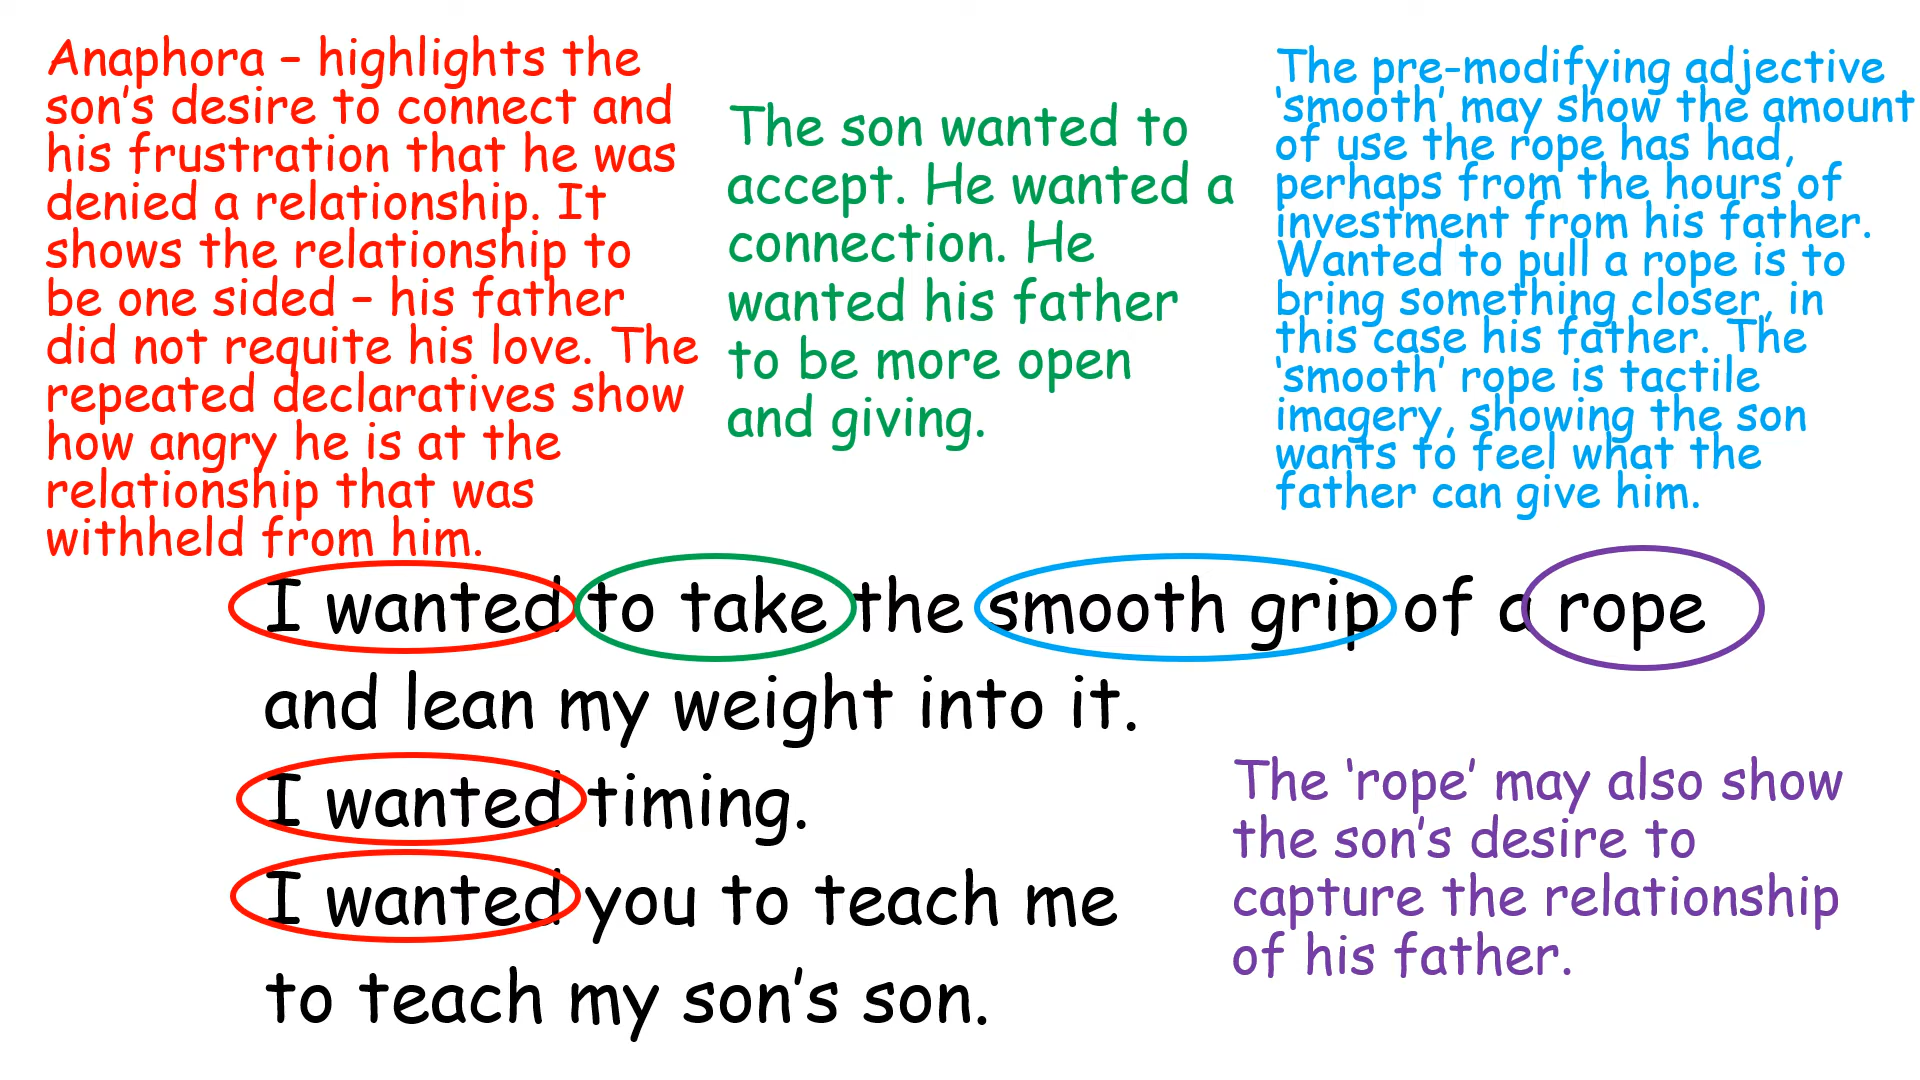 Anaphora – highlights the
son's desire to connect and
his frustration that he was
denied a relationship. It
shows the relationship to
be one sided – his father
did not requite his love. The
repeated declaratives show
how angry he is at the
relationship that was
withheld from him.
The son wanted to
accept. He wanted a
connection. He
wanted his father
to be more open
and giving.
The pre-modifying adjective
‘smooth’ may show the amount
of use the rope has had,
perhaps from the hours of
investment from his father.
Wanted to pull a rope is to
bring something closer, in
this case his father. The
‘smooth’ rope is tactile
imagery, showing the son
wants to feel what the
father can give him.
I wanted to take the smooth grip of a rope
and lean my weight into it.
I wanted timing.
I wanted you to teach me
to teach my son’s son.
The ‘rope’ may also show
the son’s desire to
capture the relationship
of his father.